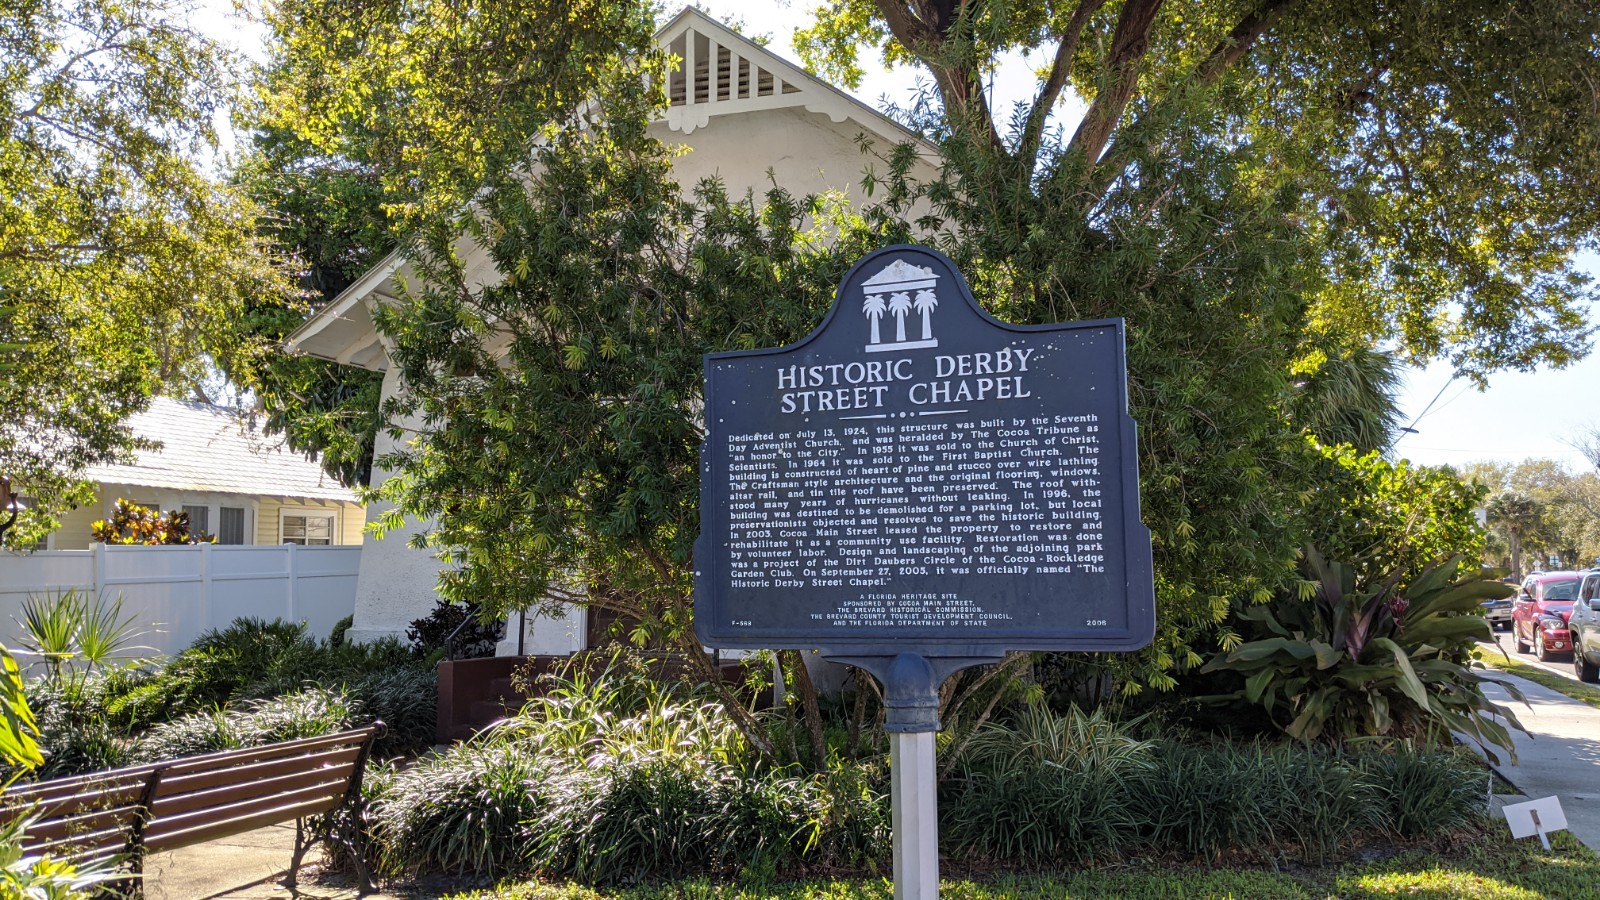 HISTORIC DERBY
STREET CHAPEL
Dedicated on July 13, 1924, this structure was built by the Seventh
Day Adventist Church, and was heralded by The Cocoa Tribune as
"an honor to the City." In 1955 it was sold to the Church of Christ,
Scientists. In 1964 it was sold to the First Baptist Church. The
building is constructed of heart of pine and stucco over wire lathing.
The Craftsman style architecture and the original flooring, windows,
altar rail, and tin tile roof have been preserved. The roof with-
stood many years of hurricanes without leaking. In 1996, the
building was destined to be demolished for a parking lot, but local
preservationists objected and resolved to save the historic building.
In 2003, Cocoa Main Street leased the property to restore and
rehabilitate it as a community use facility. Restoration was done
by volunteer labor. Design and landscaping of the adjoining park
was a project of the Dirt Daubers Circle of the Cocoa-Rockledge
Garden Club. On September 27, 2005, it was officially named "The
Historic Derby Street Chapel."
A FLORIDA HERITAGE SITE
SPONSORED BY COCOA MAIN STREET,
THE BREVARD HISTORICAL COMMISSION,
THE BREVARD COUNTY TOURIST DEVELOPMENT COUNCIL,
AND THE FLORIDA DEPARTMENT OF STATE
F-568 2006